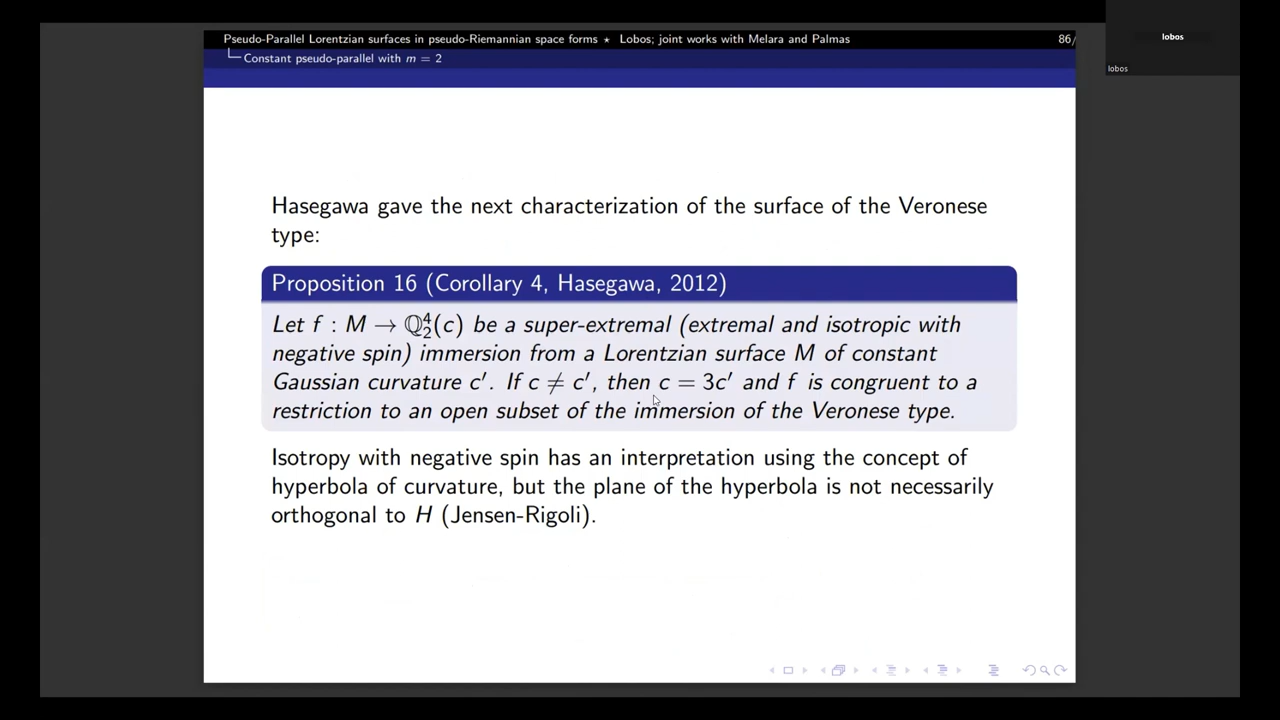 Pseudo-Parallel Lorentzian surfaces in pseudo-Riemannian space forms ⋆ Lobos; joint works with Melara and Palmas 86/
Constant pseudo-parallel with m = 2
lobos
lobos
Hasegawa gave the next characterization of the surface of the Veronese
type:
Proposition 16 (Corollary 4, Hasegawa, 2012)
Let f : M → ℚ⁴₂(c) be a super-extremal (extremal and isotropic with
negative spin) immersion from a Lorentzian surface M of constant
Gaussian curvature c′. If c ≠ c′, then c = 3c′ and f is congruent to a
restriction to an open subset of the immersion of the Veronese type.
Isotropy with negative spin has an interpretation using the concept of
hyperbola of curvature, but the plane of the hyperbola is not necessarily
orthogonal to H (Jensen-Rigoli).